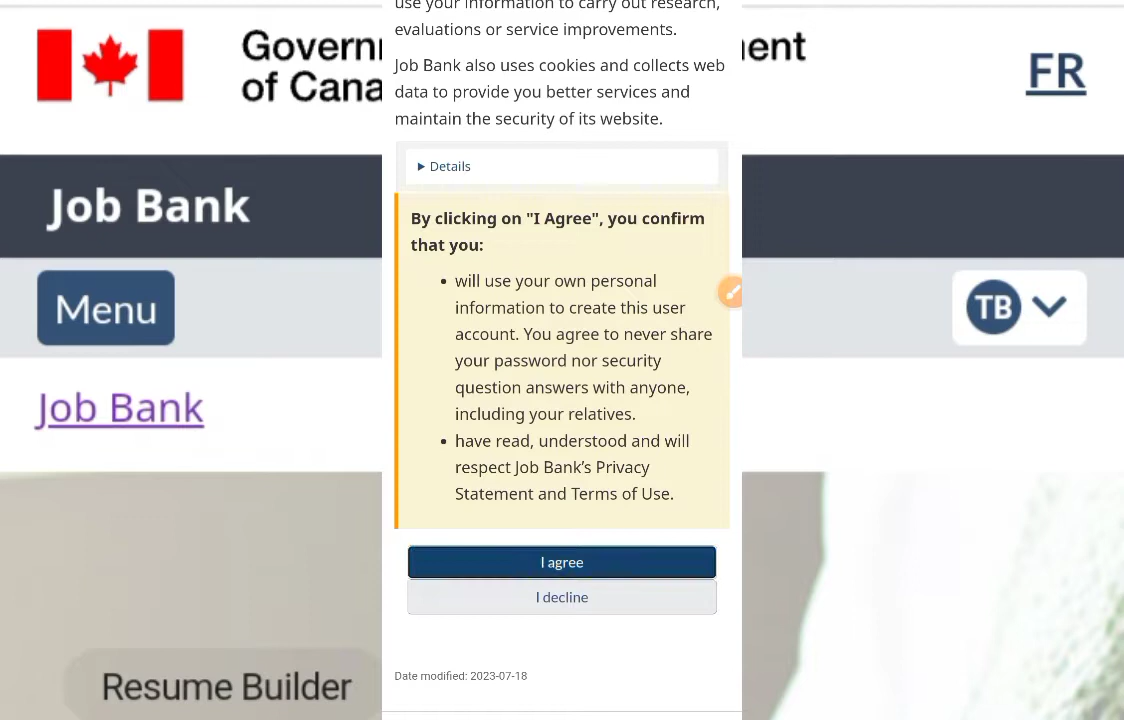 Govern
of Cana
ment
FR
Job Bank
Menu
TB
Job Bank
Resume Builder
use your information to carry out research,
evaluations or service improvements.
Job Bank also uses cookies and collects web
data to provide you better services and
maintain the security of its website.
Details
By clicking on "I Agree", you confirm
that you:
• will use your own personal
information to create this user
account. You agree to never share
your password nor security
question answers with anyone,
including your relatives.
• have read, understood and will
respect Job Bank’s Privacy
Statement and Terms of Use.
I agree
I decline
Date modified: 2023-07-18